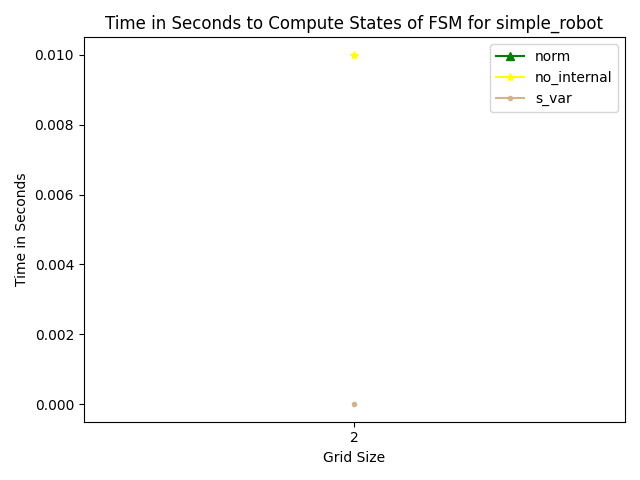 Time in Seconds to Compute States of FSM for simple_robot
norm
no_internal
s_var
0.010
0.008
0.006
0.004
0.002
0.000
Time in Seconds
2
Grid Size